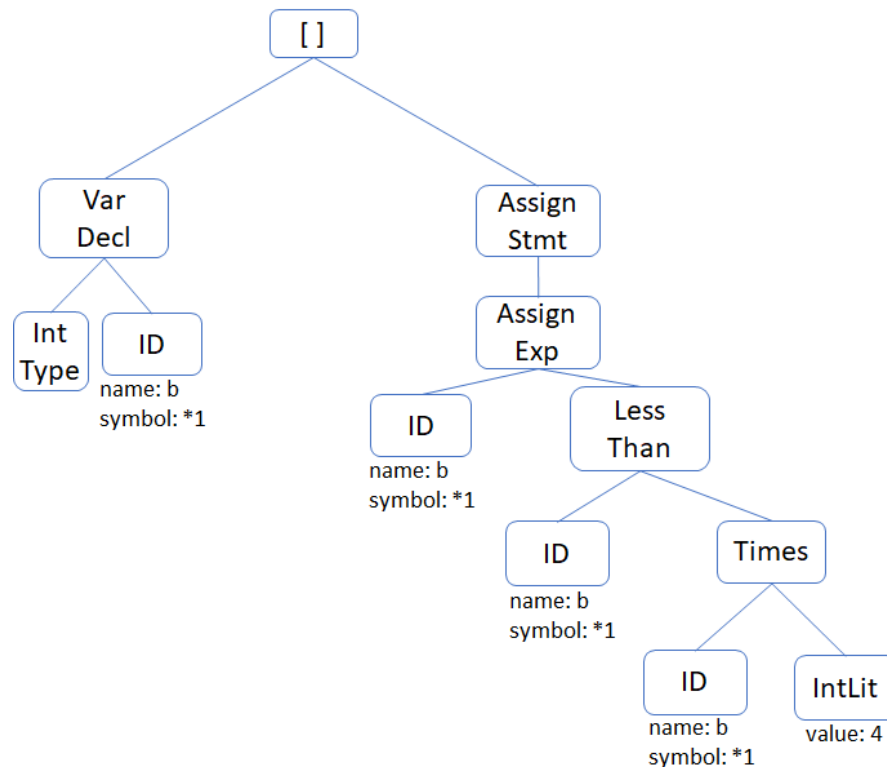 [ ]
Var
Decl
Assign
Stmt
Int
Type
ID
name: b
symbol: *1
Assign
Exp
ID
name: b
symbol: *1
Less
Than
ID
name: b
symbol: *1
Times
ID
name: b
symbol: *1
IntLit
value: 4